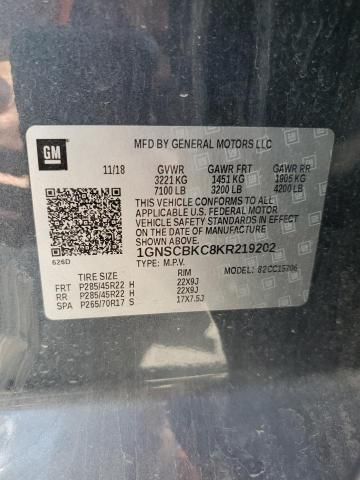 GM
MFD BY GENERAL MOTORS LLC
11/18 GVWR GAWR FRT GAWR RR
3221 KG 1451 KG 1905 KG
7100 LB 3200 LB 4200 LB
THIS VEHICLE CONFORMS TO ALL
APPLICABLE U.S. FEDERAL MOTOR
VEHICLE SAFETY STANDARDS IN EFFECT ON
THE DATE OF MANUFACTURE SHOWN ABOVE.
1GNSCBKC8KR219202
626D TYPE: M.P.V. MODEL: 82CC15706
TIRE SIZE RIM
FRT P285/45R22 H 22X9J
RR P285/45R22 H 22X9J
SPA P265/70R17 S 17X7.5J